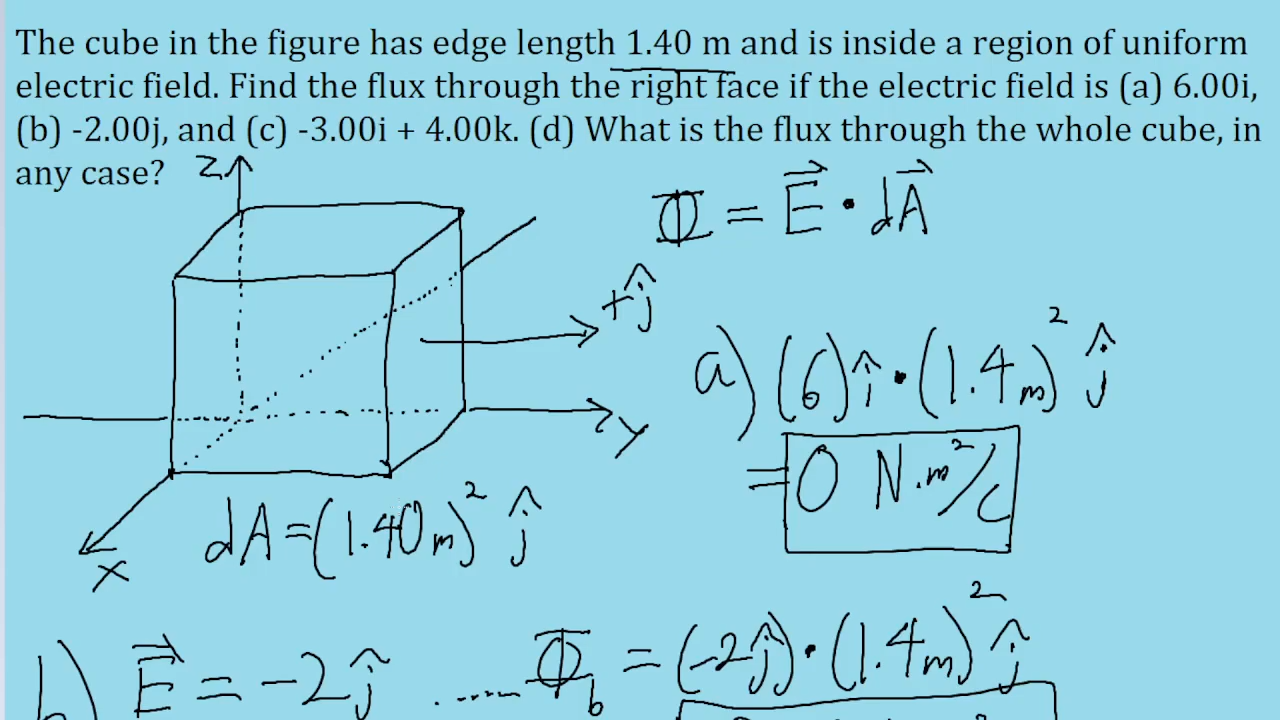 The cube in the figure has edge length 1.40 m and is inside a region of uniform
electric field. Find the flux through the right face if the electric field is (a) 6.00i,
(b) -2.00j, and (c) -3.00i + 4.00k. (d) What is the flux through the whole cube, in
any case?
Z
Φ = E⃗ • dA⃗
+ĵ
a) (6)î • (1.4m)² ĵ
y
= 0 N·m²/C
dA = (1.40m)² ĵ
x
b) E⃗ = -2ĵ ...... Φb = (-2ĵ) • (1.4m)² ĵ